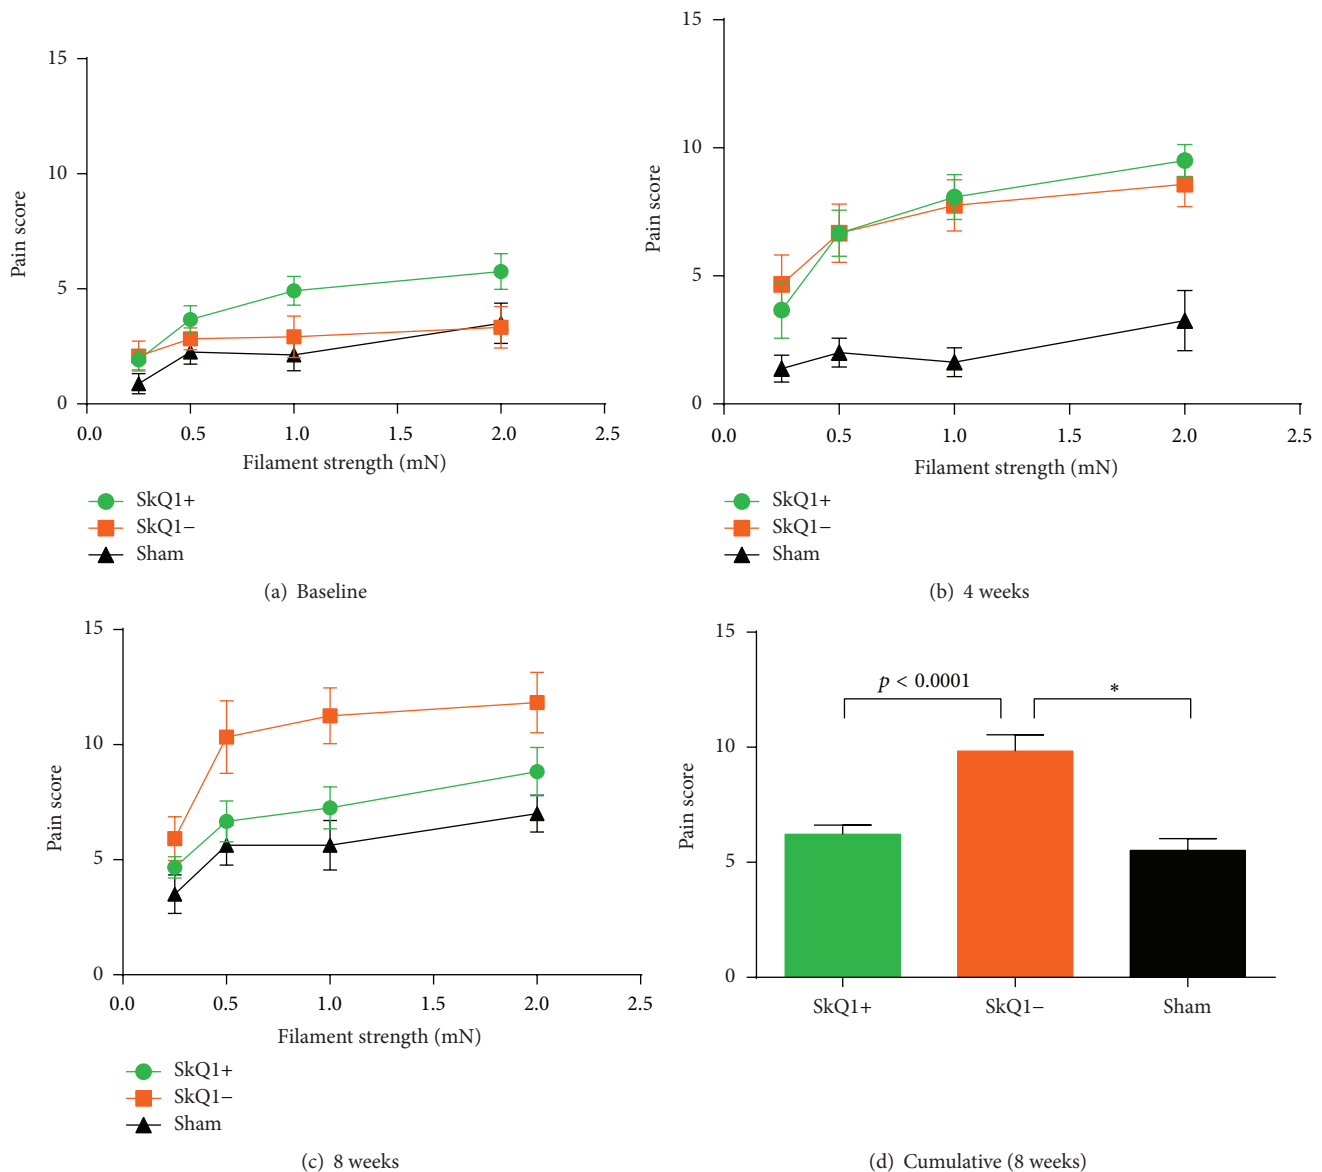 15
10
5
0
Pain score
0.0 0.5 1.0 1.5 2.0 2.5
Filament strength (mN)
SkQ1+
SkQ1−
Sham
(a) Baseline
15
10
5
0
Pain score
0.0 0.5 1.0 1.5 2.0 2.5
Filament strength (mN)
SkQ1+
SkQ1−
Sham
(b) 4 weeks
15
10
5
0
Pain score
0.0 0.5 1.0 1.5 2.0 2.5
Filament strength (mN)
SkQ1+
SkQ1−
Sham
(c) 8 weeks
15
10
5
0
Pain score
p < 0.0001
*
SkQ1+ SkQ1− Sham
(d) Cumulative (8 weeks)